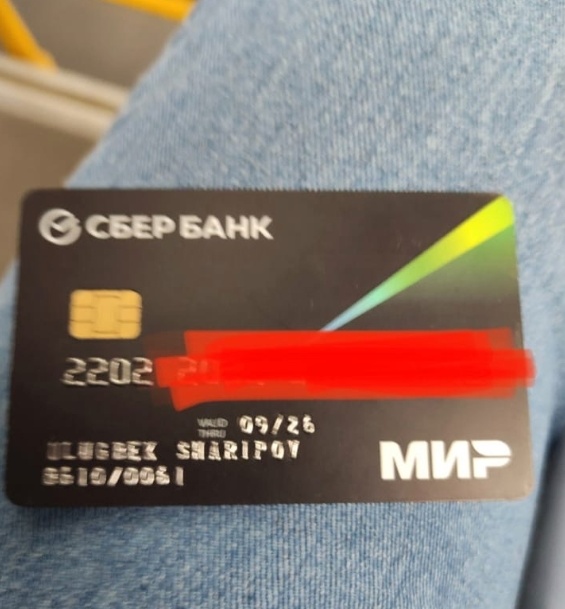 СБЕР БАНК
2202
VALID THRU 09/26
ULUGBEK SHARIPOV
МИР